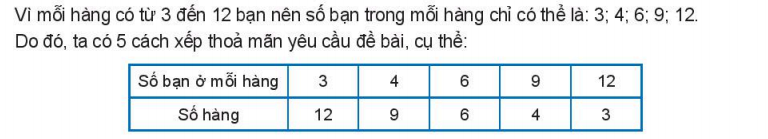 Vì mỗi hàng có từ 3 đến 12 bạn nên số bạn trong mỗi hàng chỉ có thể là: 3; 4; 6; 9; 12.
Do đó, ta có 5 cách xếp thoả mãn yêu cầu đề bài, cụ thể:
Số bạn ở mỗi hàng 3 4 6 9 12
Số hàng 12 9 6 4 3